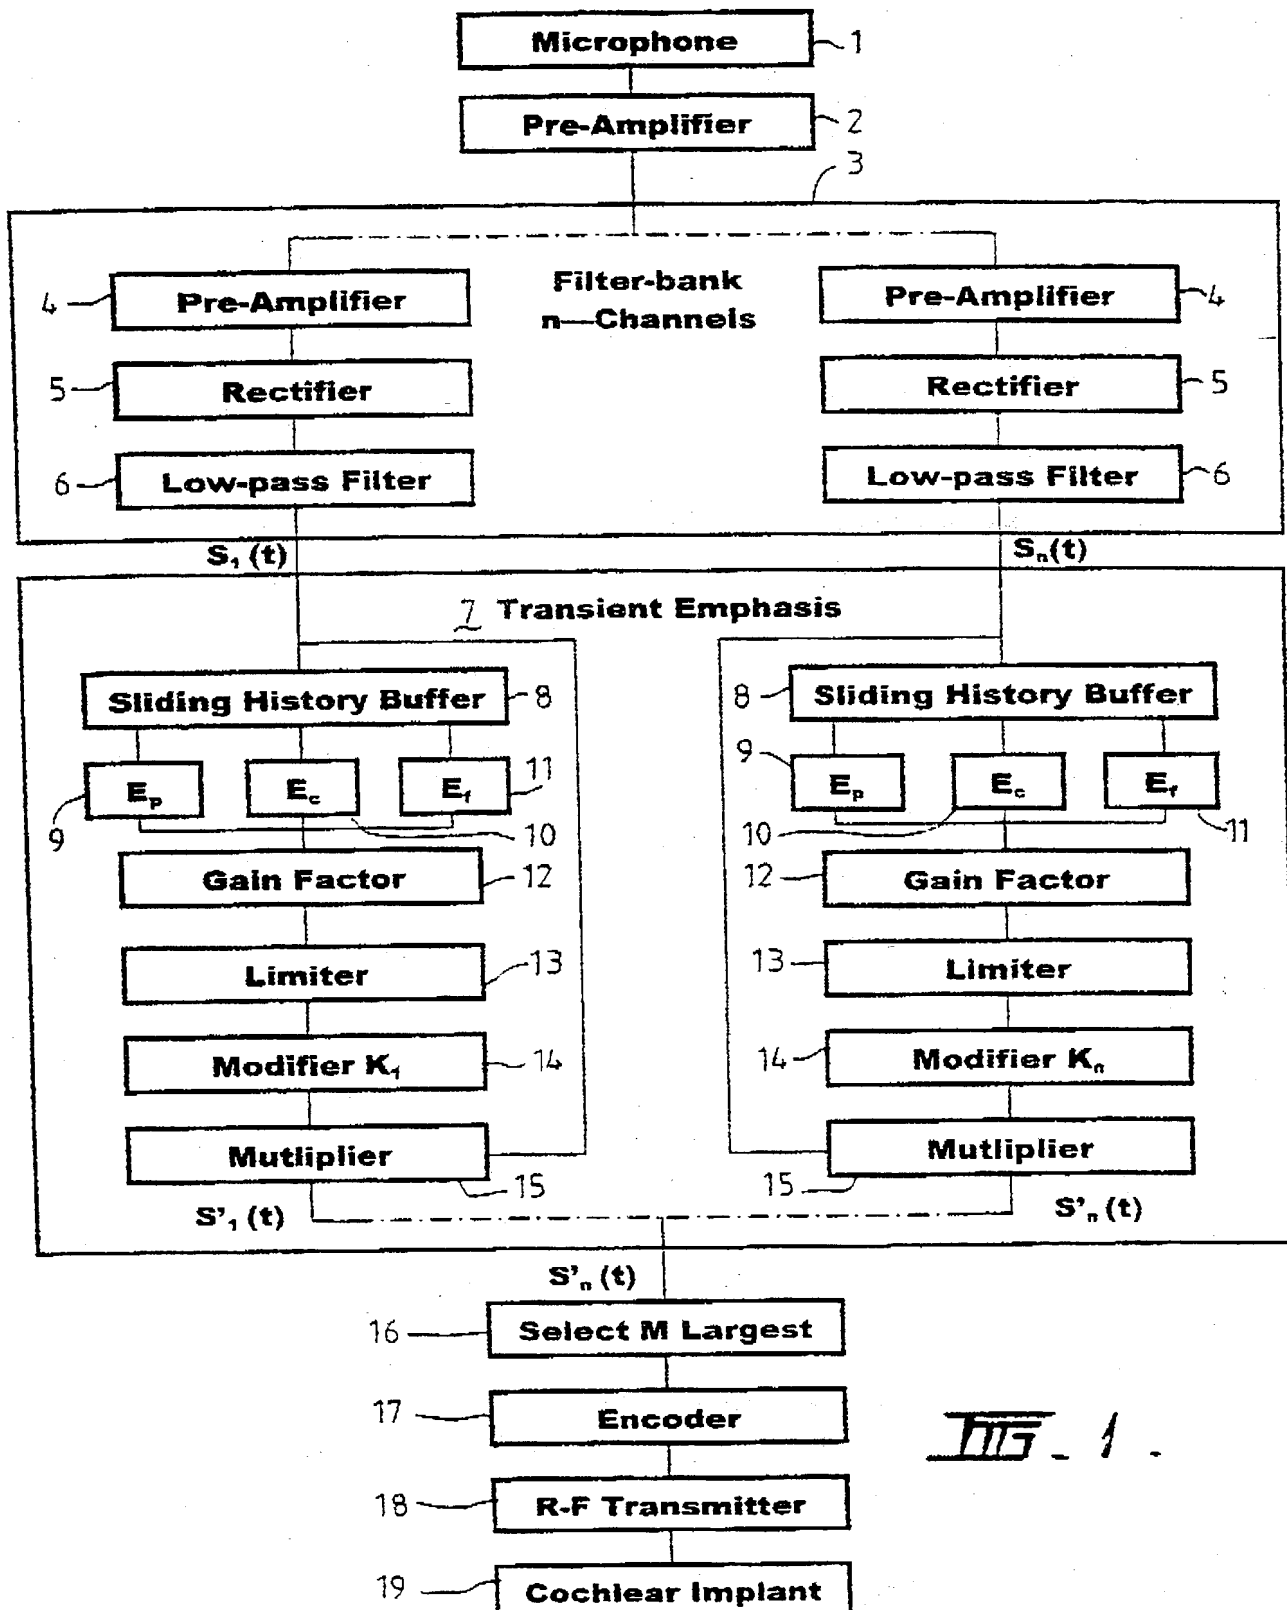 Microphone 1
Pre-Amplifier 2
3
4 Pre-Amplifier Filter-bank Pre-Amplifier 4
n—Channels
5 Rectifier Rectifier 5
6 Low-pass Filter Low-pass Filter 6
S₁ (t) Sₙ(t)
7 Transient Emphasis
Sliding History Buffer 8 8 Sliding History Buffer
9 Eₚ E꜀ 10 E_f 11 9 Eₚ 10 E꜀ E_f 11
Gain Factor 12 12 Gain Factor
Limiter 13 13 Limiter
Modifier K₁ 14 14 Modifier Kₙ
Mutliplier 15 15 Mutliplier
S'₁ (t) S'ₙ (t)
S'ₙ (t)
16 Select M Largest
17 Encoder
18 R-F Transmitter
19 Cochlear Implant
FIG - 1 .